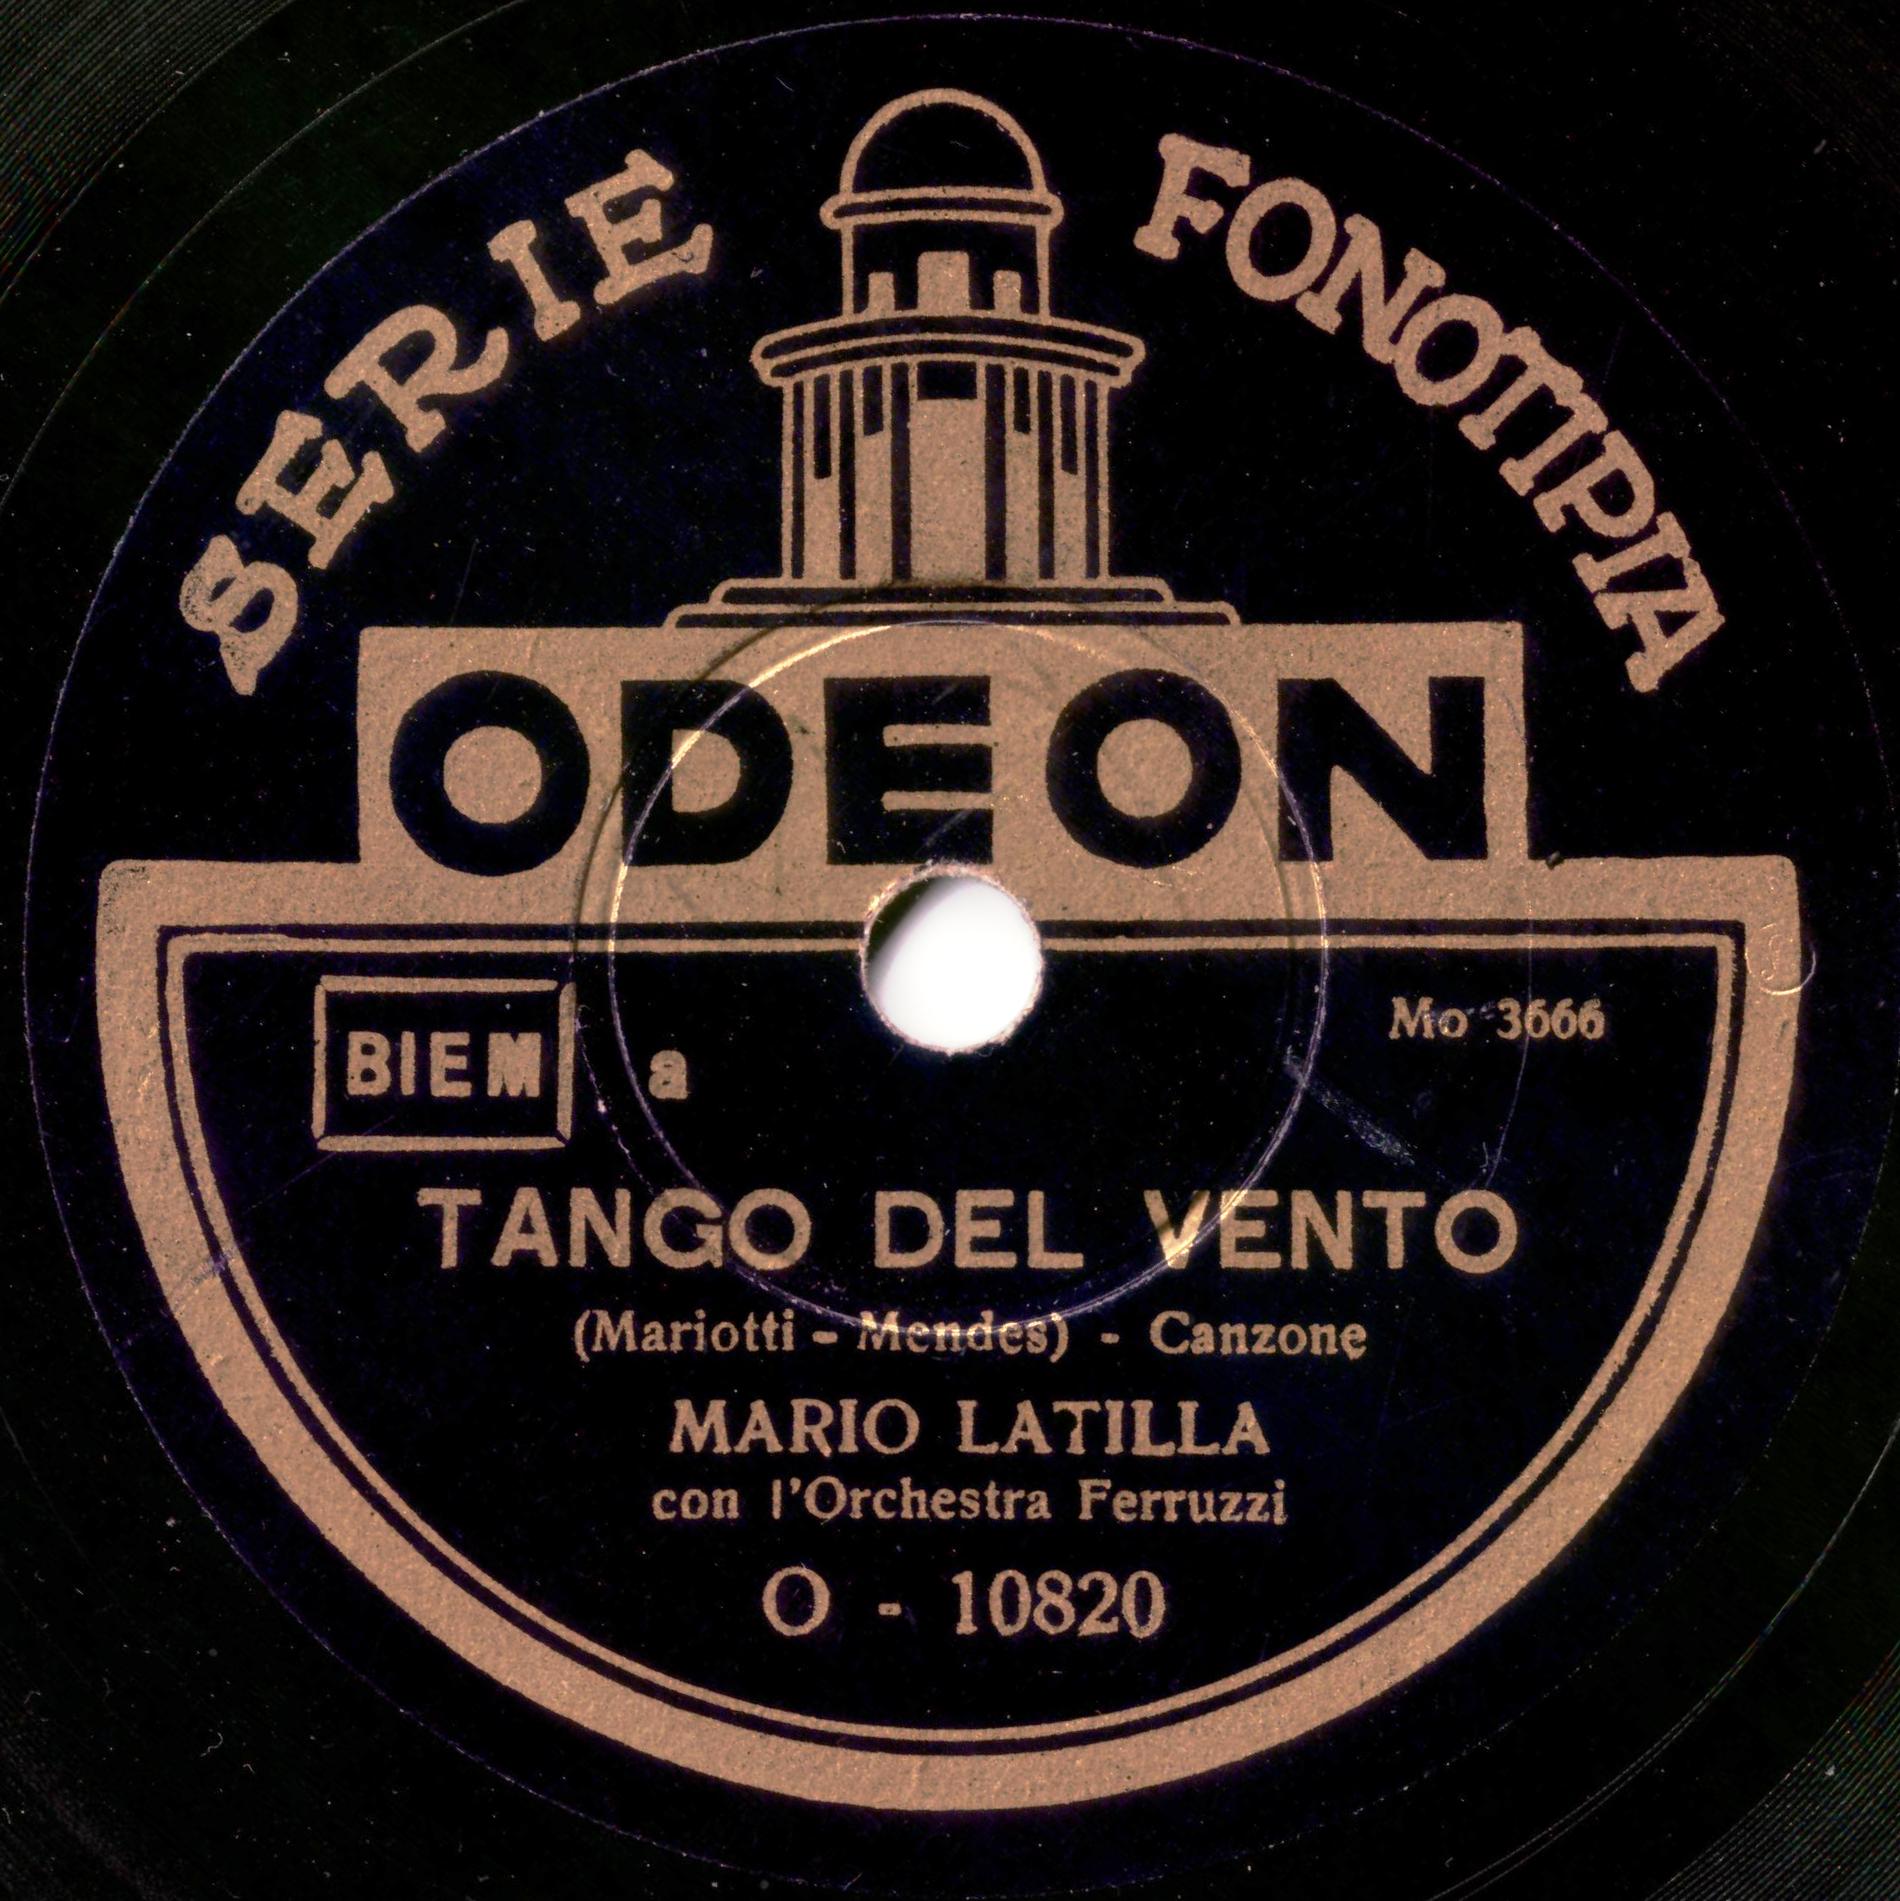 SERIE FONOTIPIA
ODEON
BIEM a
Mo 3666
TANGO DEL VENTO
(Mariotti - Mendes) - Canzone
MARIO LATILLA
con l'Orchestra Ferruzzi
O - 10820